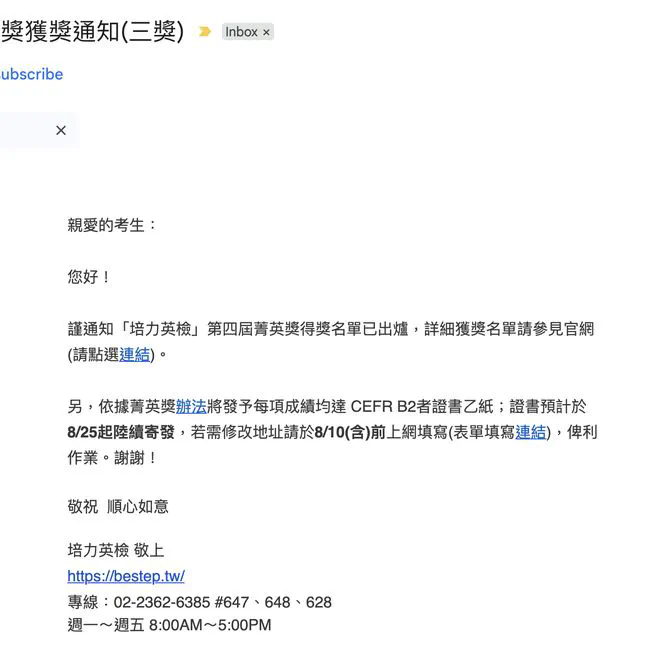 獎獲獎通知(三獎) Inbox ×
ubscribe
×
親愛的考生：
您好！
謹通知「培力英檢」第四屆菁英獎得獎名單已出爐，詳細獲獎名單請參見官網
(請點選連結)。
另，依據菁英獎辦法將發予每項成績均達 CEFR B2者證書乙紙；證書預計於
8/25起陸續寄發，若需修改地址請於8/10(含)前上網填寫(表單填寫連結)，俾利
作業。謝謝！
敬祝 順心如意
培力英檢 敬上
https://bestep.tw/
專線：02-2362-6385 #647、648、628
週一～週五 8:00AM～5:00PM